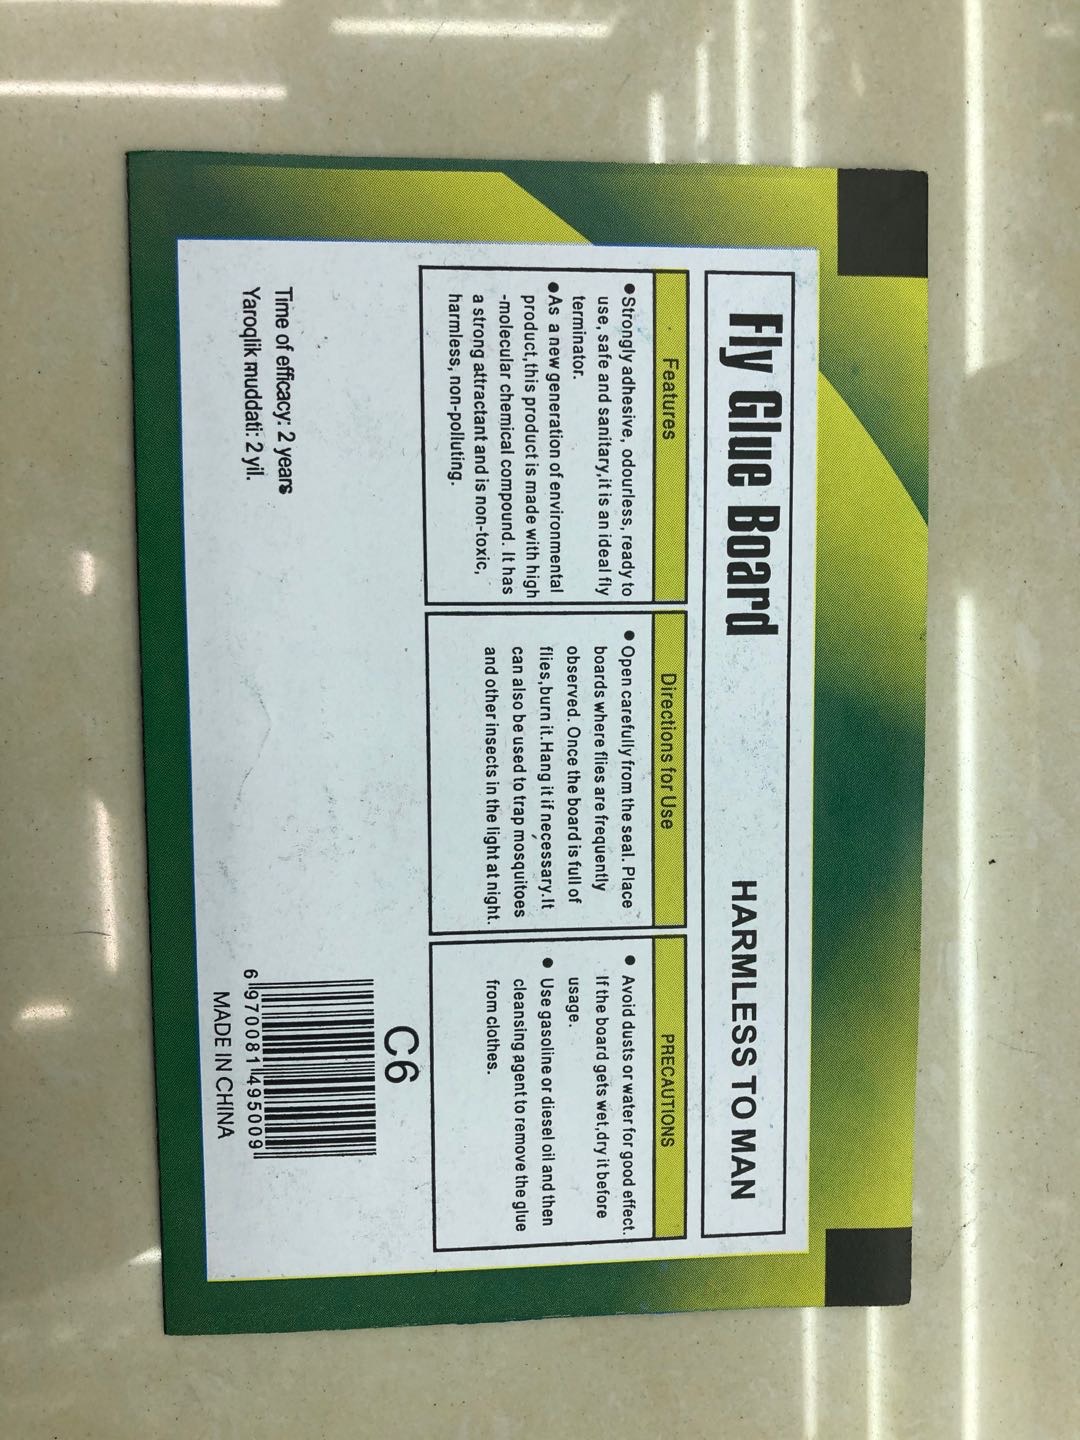 Fly Glue Board
HARMLESS TO MAN
Features
●Strongly adhesive, odourless, ready to
use, safe and sanitary,it is an ideal fly
terminator.
●As a new generation of environmental
product,this product is made with high
-molecular chemical compound. It has
a strong attractant and is non-toxic,
harmless, non-polluting.
Directions for Use
● Open carefully from the seal. Place
boards where flies are frequently
observed. Once the board is full of
flies,burn it.Hang it if necessary.It
can also be used to trap mosquitoes
and other insects in the light at night.
PRECAUTIONS
● Avoid dusts or water for good effect.
If the board gets wet,dry it before
usage.
● Use gasoline or diesel oil and then
cleansing agent to remove the glue
from clothes.
Time of efficacy: 2 years
Yaroqlik muddati: 2 yil.
C6
6 970081 495009
MADE IN CHINA